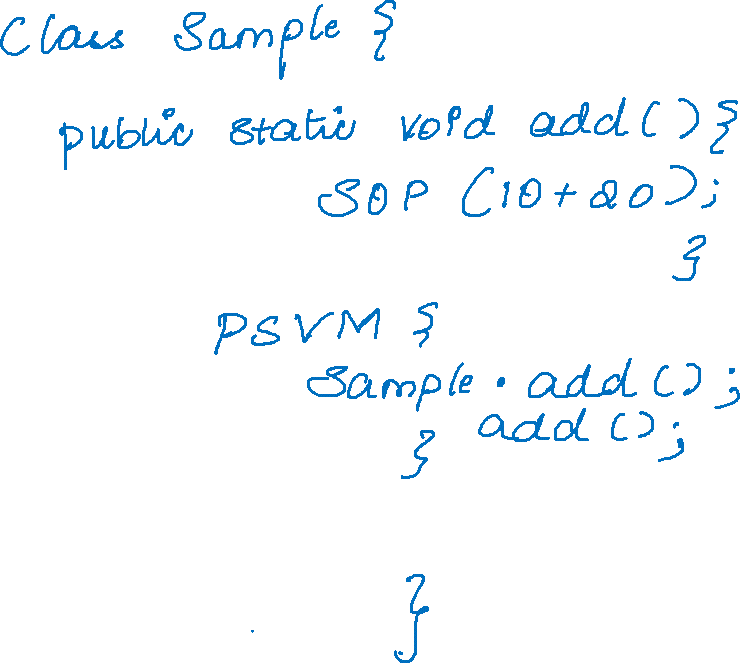 Class Sample {
public static void add() {
SOP (10+20);
}
PSVM {
Sample . add ();
add ();
}
}